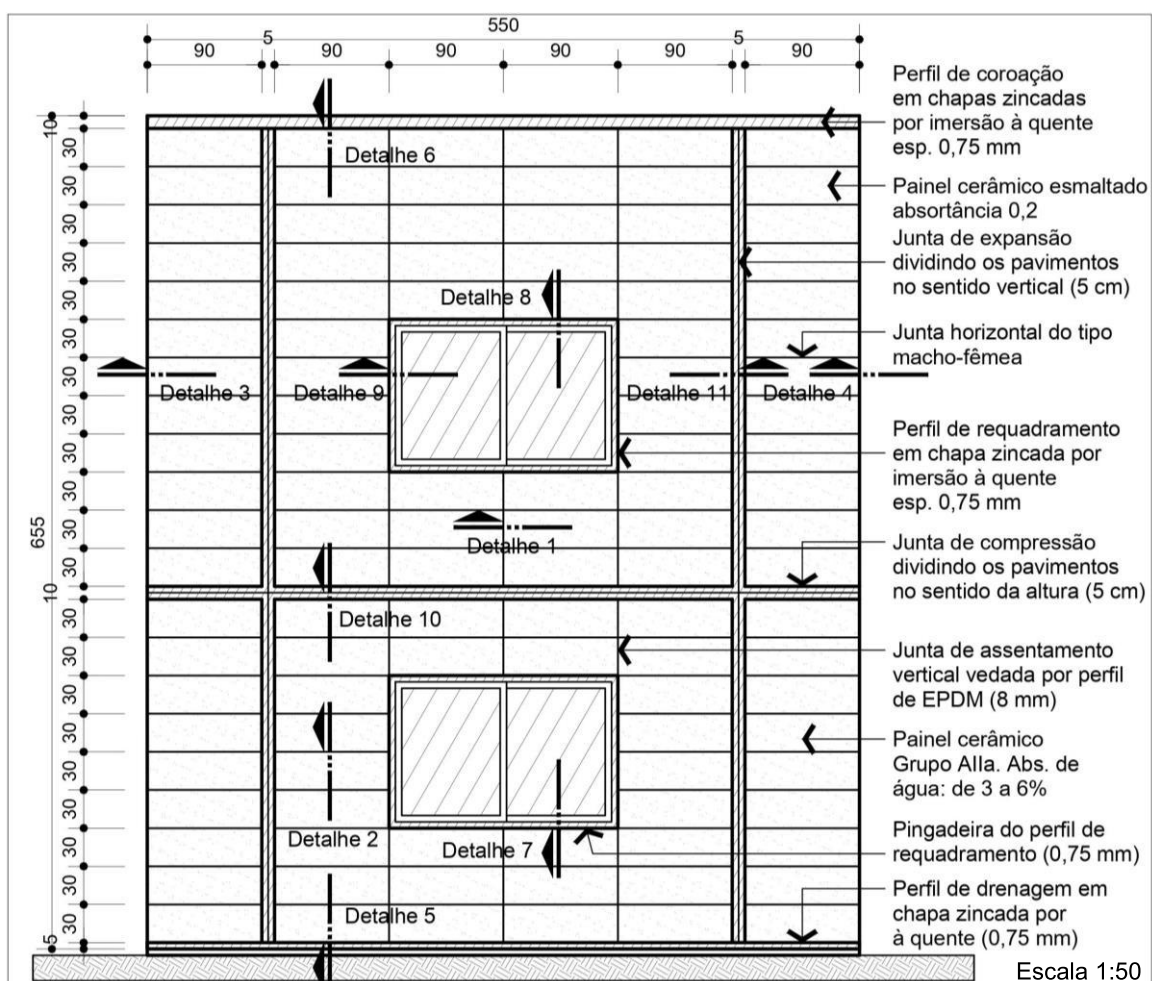 550
90 5 90 90 90 90 5 90
10
30
30
30
30
30
30
30
30
30
30
30
30
10
30
30
30
30
30
30
30
30
30
5
655
Detalhe 6
Detalhe 8
Detalhe 3
Detalhe 9
Detalhe 11
Detalhe 4
Detalhe 1
Detalhe 10
Detalhe 2
Detalhe 7
Detalhe 5
Perfil de coroação
em chapas zincadas
por imersão à quente
esp. 0,75 mm
Painel cerâmico esmaltado
absortância 0,2
Junta de expansão
dividindo os pavimentos
no sentido vertical (5 cm)
Junta horizontal do tipo
macho-fêmea
Perfil de requadramento
em chapa zincada por
imersão à quente
esp. 0,75 mm
Junta de compressão
dividindo os pavimentos
no sentido da altura (5 cm)
Junta de assentamento
vertical vedada por perfil
de EPDM (8 mm)
Painel cerâmico
Grupo AIIa. Abs. de
água: de 3 a 6%
Pingadeira do perfil de
requadramento (0,75 mm)
Perfil de drenagem em
chapa zincada por
à quente (0,75 mm)
Escala 1:50